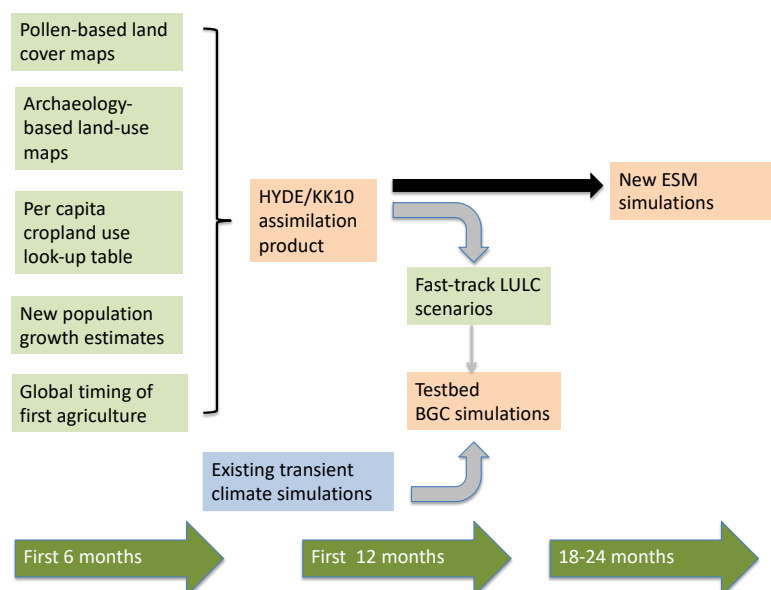 Pollen-based land
cover maps
Archaeology-
based land-use
maps
Per capita
cropland use
look-up table
New population
growth estimates
Global timing of
first agriculture
HYDE/KK10
assimilation
product
New ESM
simulations
Fast-track LULC
scenarios
Testbed
BGC simulations
Existing transient
climate simulations
First 6 months
First 12 months
18-24 months